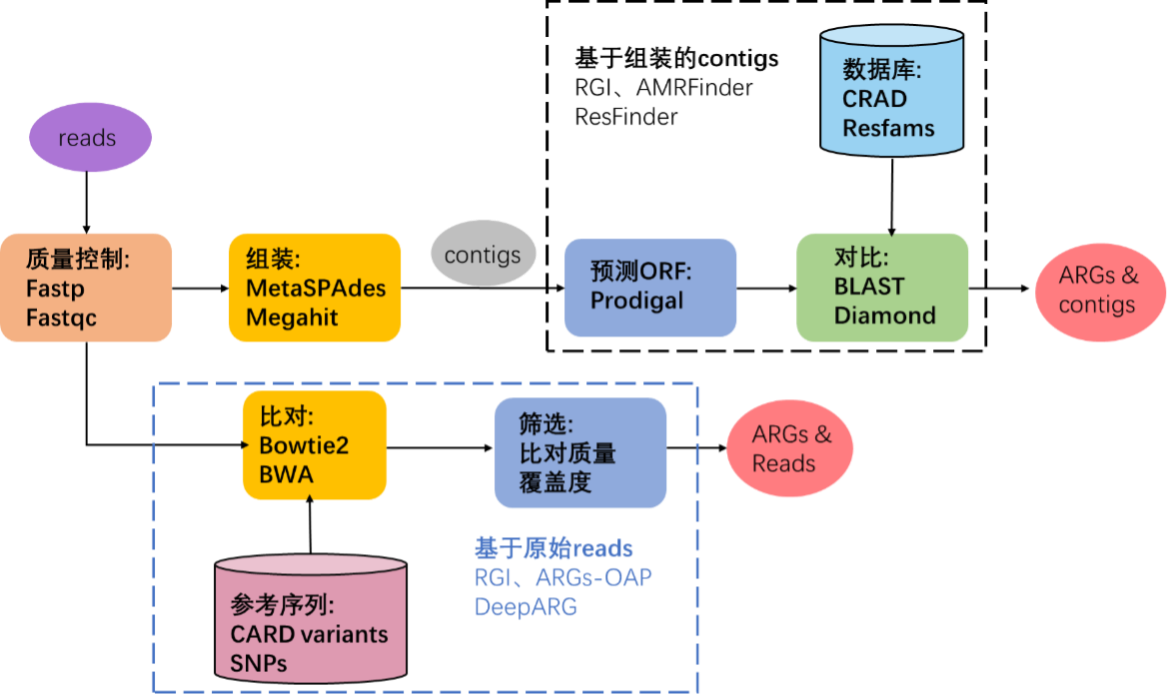 reads
质量控制:
Fastp
Fastqc
组装:
MetaSPAdes
Megahit
contigs
基于组装的contigs
RGI、AMRFinder
ResFinder
数据库:
CRAD
Resfams
预测ORF:
Prodigal
对比:
BLAST
Diamond
ARGs &
contigs
比对:
Bowtie2
BWA
筛选:
比对质量
覆盖度
ARGs &
Reads
参考序列:
CARD variants
SNPs
基于原始reads
RGI、ARGs-OAP
DeepARG